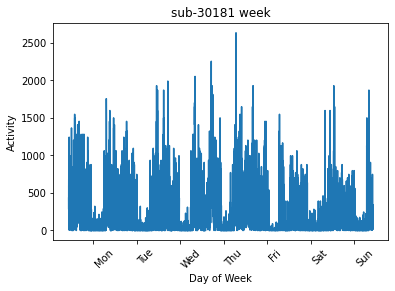 sub-30181 week
Activity
2500
2000
1500
1000
500
0
Mon
Tue
Wed
Thu
Fri
Sat
Sun
Day of Week